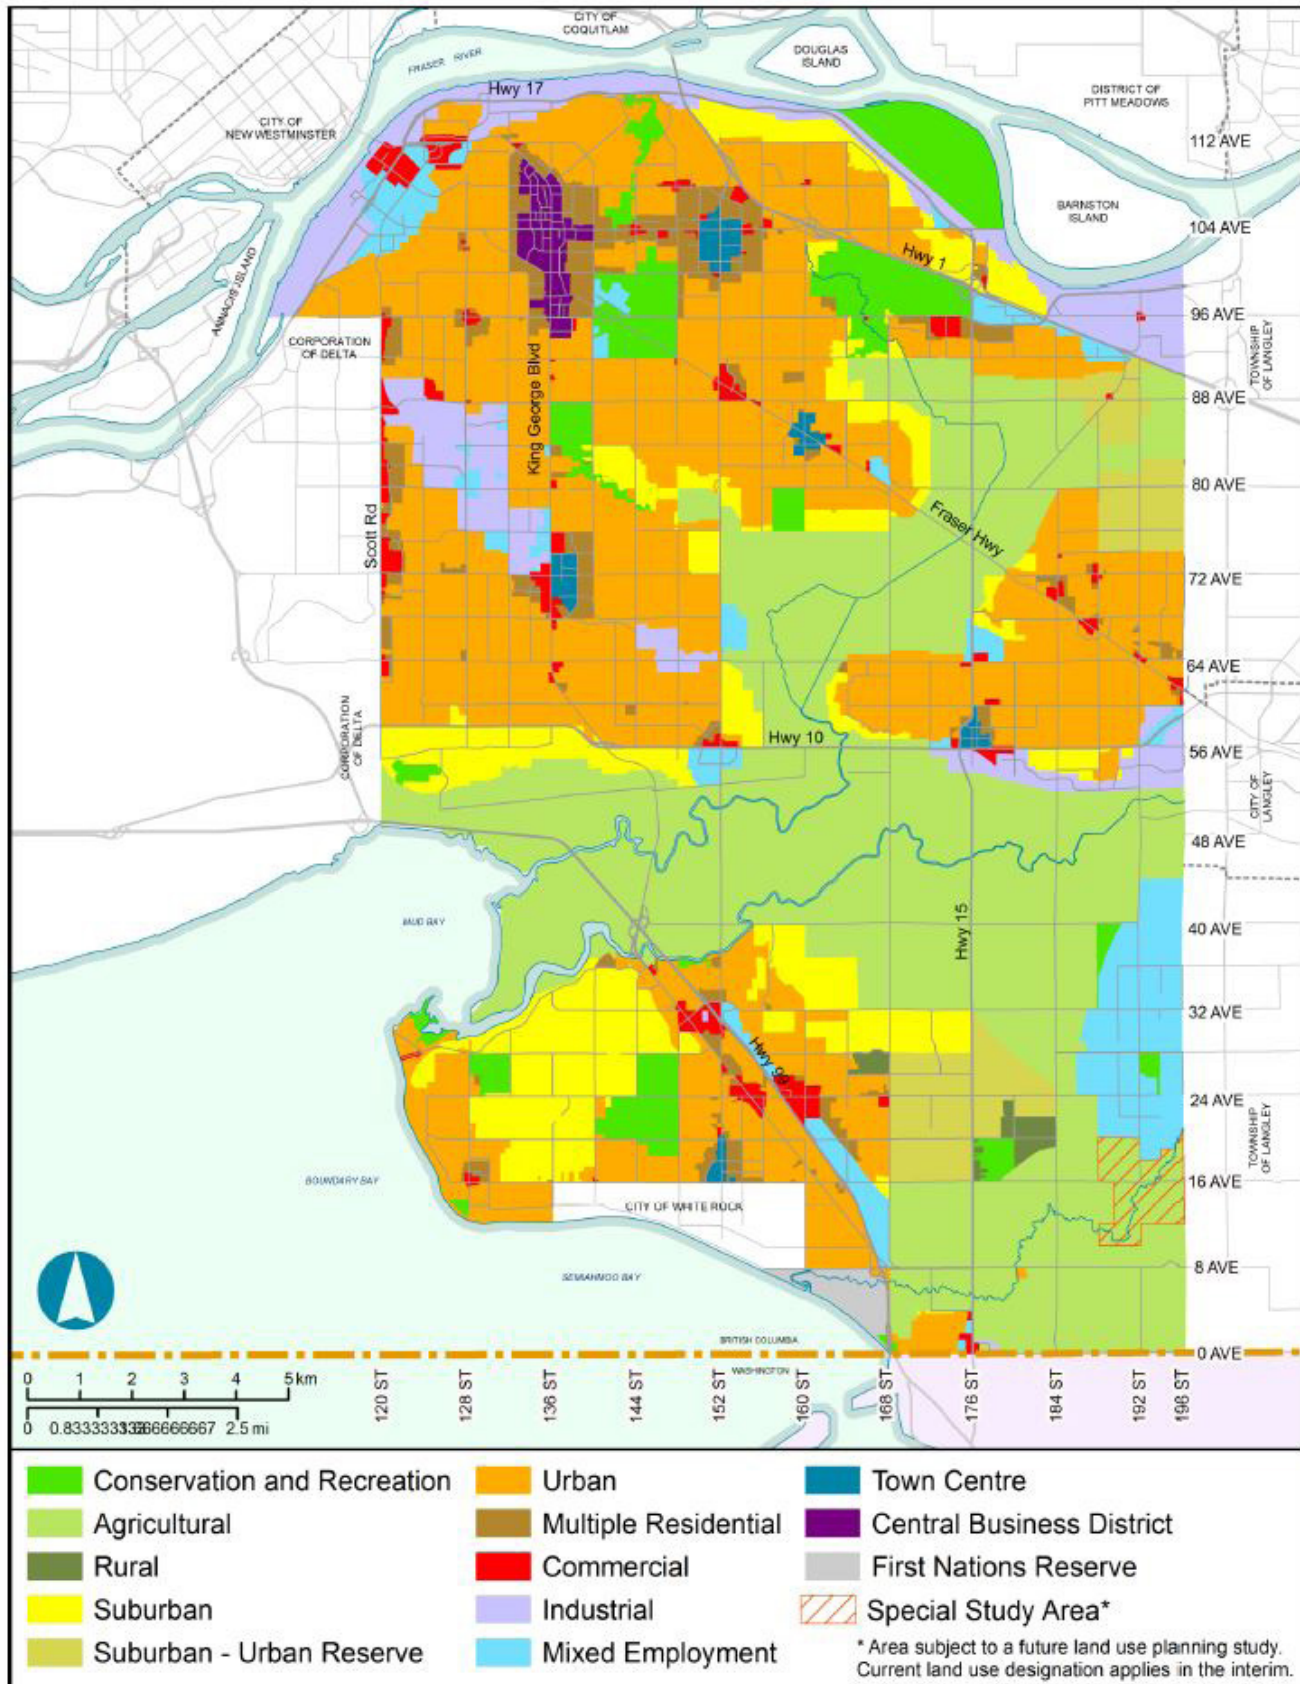 CITY OF
COQUITLAM
FRASER RIVER
DOUGLAS
ISLAND
Hwy 17
DISTRICT OF
PITT MEADOWS
CITY OF
NEW WESTMINSTER
112 AVE
BARNSTON
ISLAND
104 AVE
Hwy 1
ANNACIS ISLAND
96 AVE
CORPORATION
OF DELTA
TOWNSHIP
OF LANGLEY
King George Blvd
88 AVE
80 AVE
Scott Rd
Fraser Hwy
72 AVE
64 AVE
CORPORATION
OF DELTA
Hwy 10
56 AVE
CITY OF
LANGLEY
48 AVE
MUD BAY
40 AVE
Hwy 15
32 AVE
Hwy 99
24 AVE
TOWNSHIP
OF LANGLEY
BOUNDARY BAY
16 AVE
CITY OF WHITE ROCK
SEMIAHMOO BAY
8 AVE
BRITISH COLUMBIA
0 AVE
WASHINGTON
0 1 2 3 4 5 km
0 0.833333333 2.5 mi
120 ST
128 ST
136 ST
144 ST
152 ST
160 ST
168 ST
176 ST
184 ST
192 ST
196 ST
Conservation and Recreation
Agricultural
Rural
Suburban
Suburban - Urban Reserve
Urban
Multiple Residential
Commercial
Industrial
Mixed Employment
Town Centre
Central Business District
First Nations Reserve
Special Study Area*
* Area subject to a future land use planning study.
Current land use designation applies in the interim.